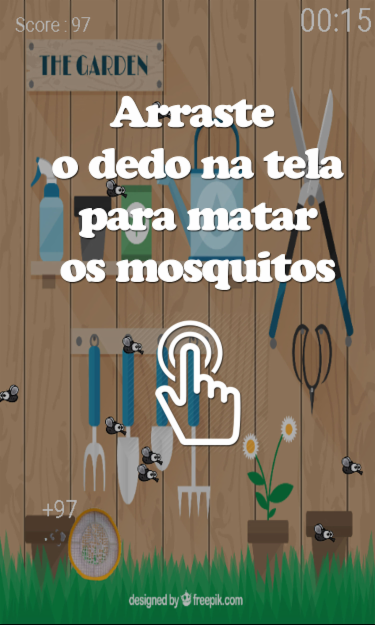 Score: 97
00:15
THE GARDEN
Arraste
o dedo na tela
para matar
os mosquitos
+97
designed by freepik.com